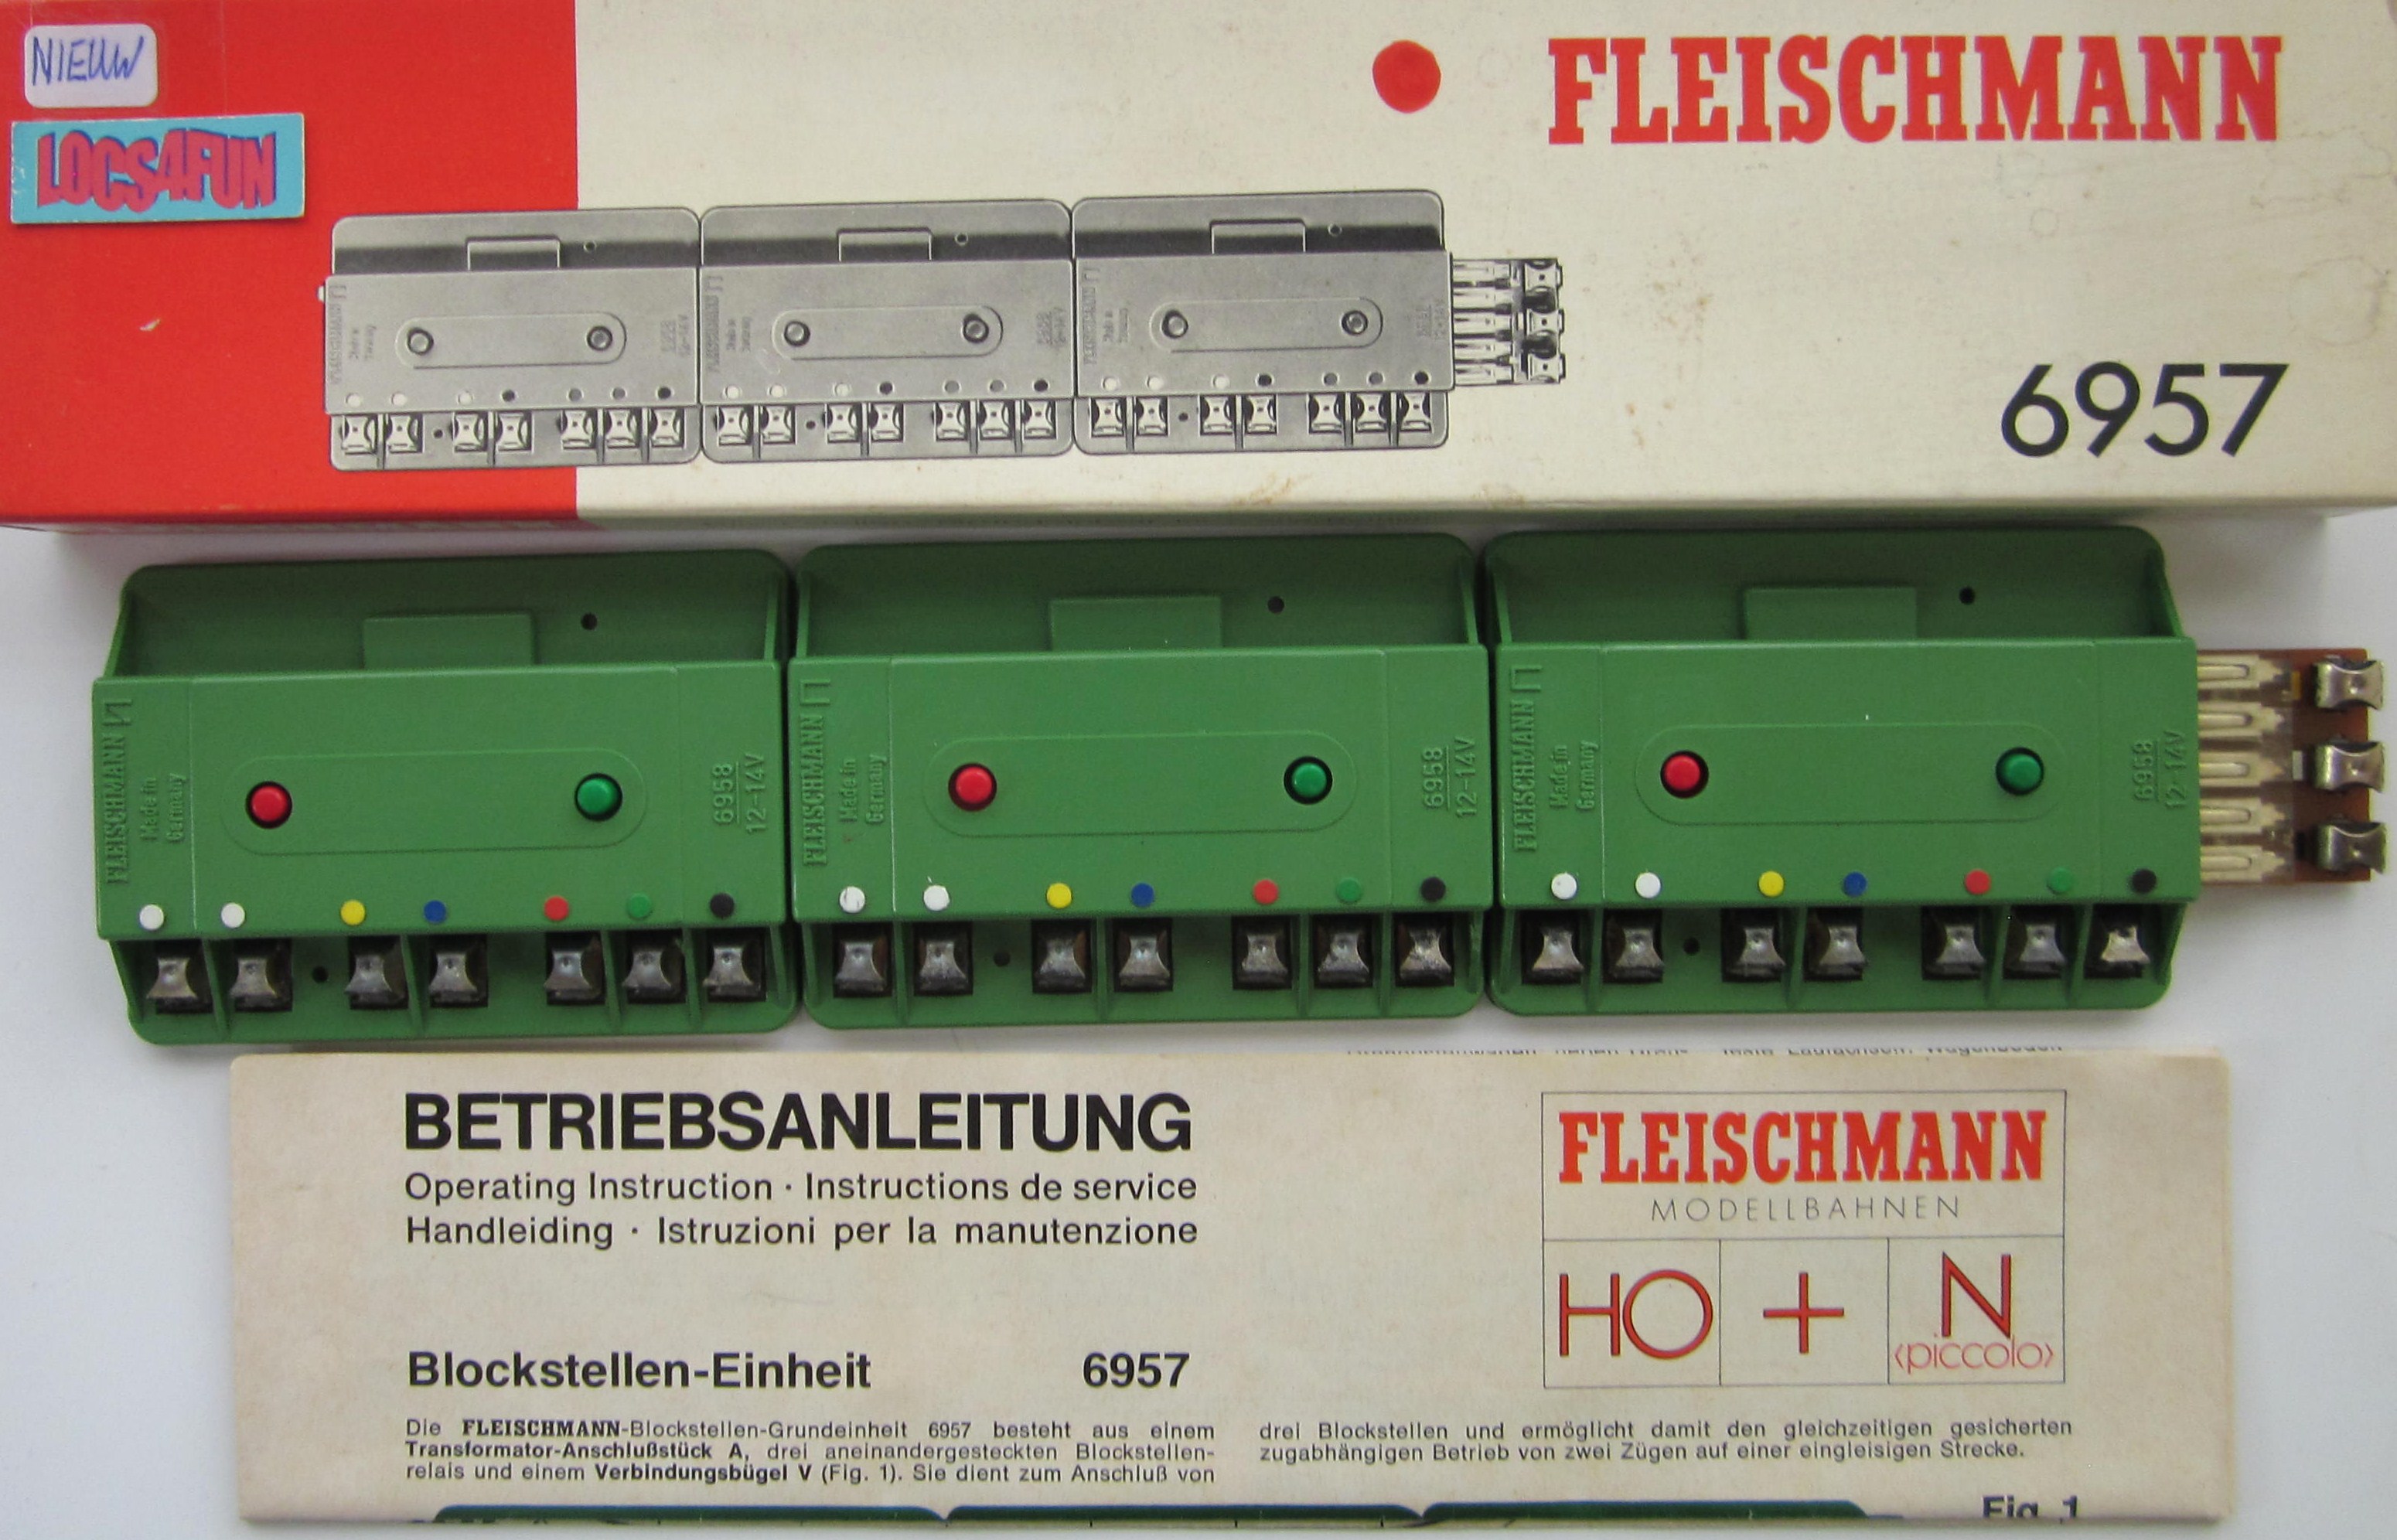 NIEUW
LOCS4FUN
FLEISCHMANN
6957
FLEISCHMANN
Made in
Germany
6958
12-14V
FLEISCHMANN
Made in
Germany
6958
12-14V
FLEISCHMANN
Made in
Germany
6958
12-14V
BETRIEBSANLEITUNG
Operating Instruction · Instructions de service
Handleiding · Istruzioni per la manutenzione
FLEISCHMANN
MODELLBAHNEN
HO + N
‹piccolo›
Blockstellen-Einheit 6957
Die FLEISCHMANN-Blockstellen-Grundeinheit 6957 besteht aus einem
Transformator-Anschlußstück A, drei aneinandergesteckten Blockstellen-
relais und einem Verbindungsbügel V (Fig. 1). Sie dient zum Anschluß von
drei Blockstellen und ermöglicht damit den gleichzeitigen gesicherten
zugabhängigen Betrieb von zwei Zügen auf einer eingleisigen Strecke.
Fig. 1